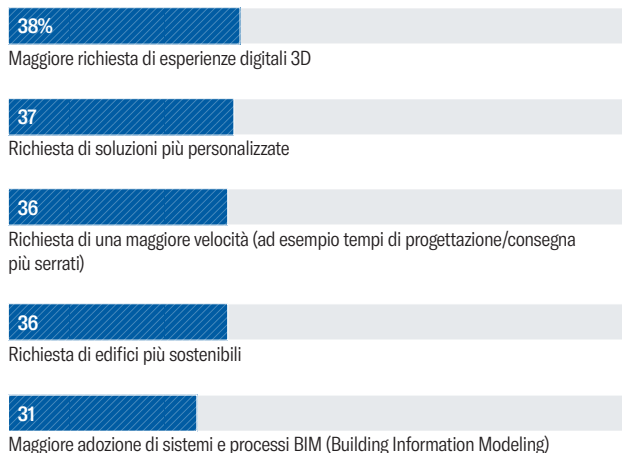 38%
Maggiore richiesta di esperienze digitali 3D
37
Richiesta di soluzioni più personalizzate
36
Richiesta di una maggiore velocità (ad esempio tempi di progettazione/consegna
più serrati)
36
Richiesta di edifici più sostenibili
31
Maggiore adozione di sistemi e processi BIM (Building Information Modeling)